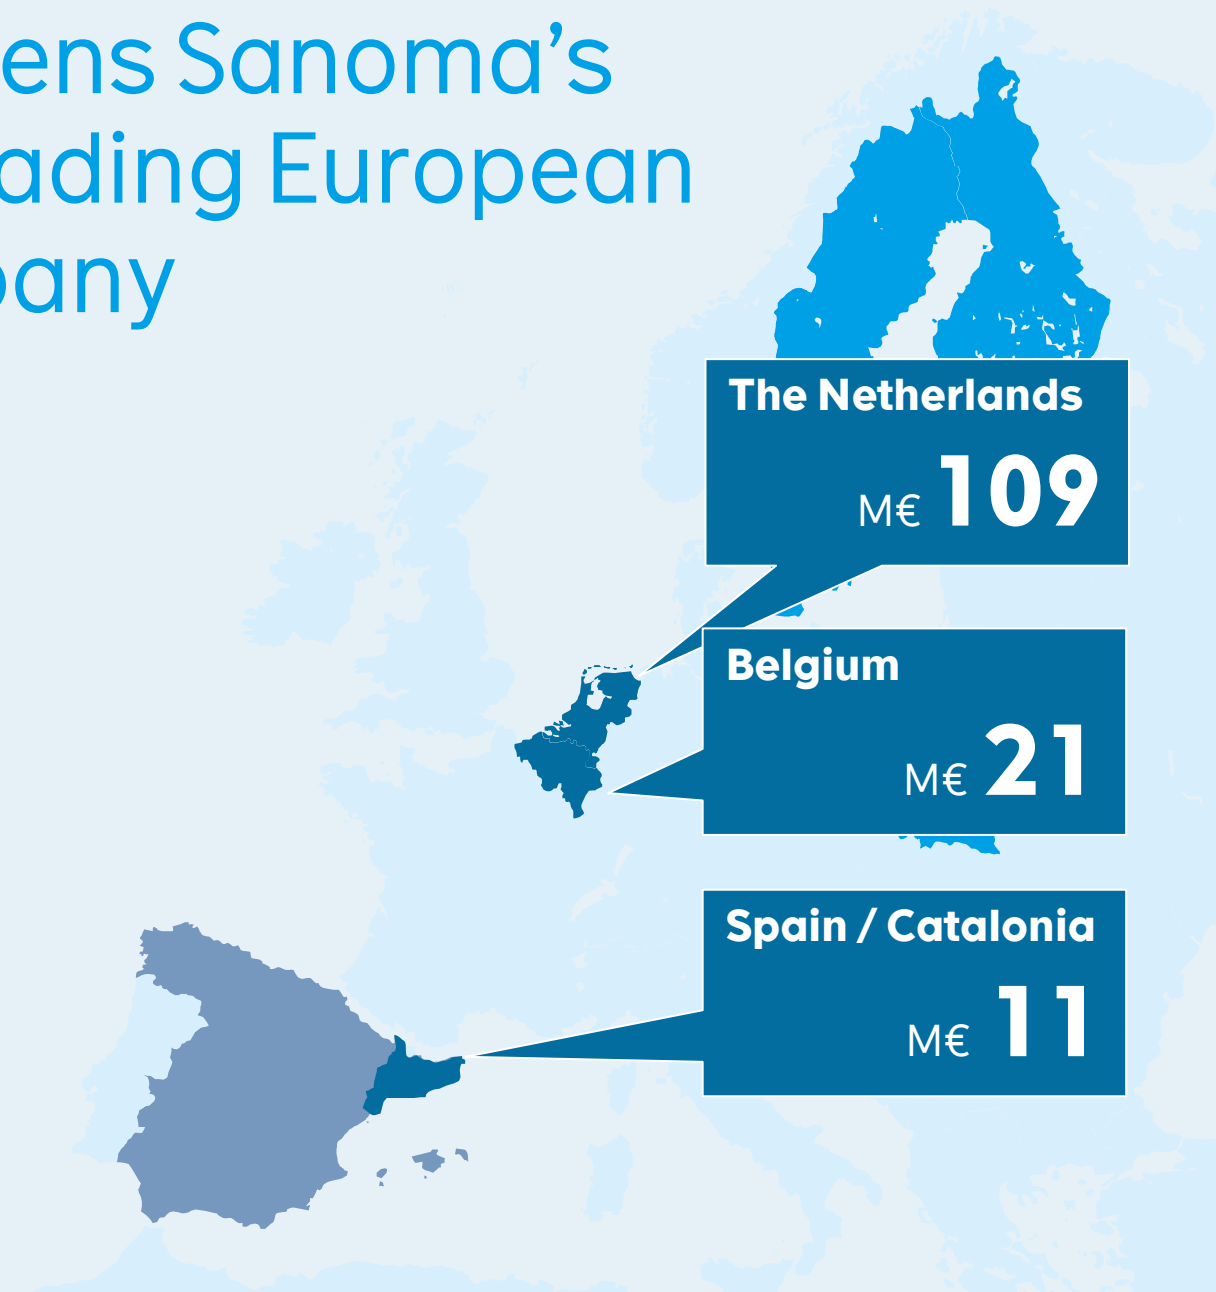 ens Sanoma’s
ading European
pany
The Netherlands
M€ 109
Belgium
M€ 21
Spain / Catalonia
M€ 11